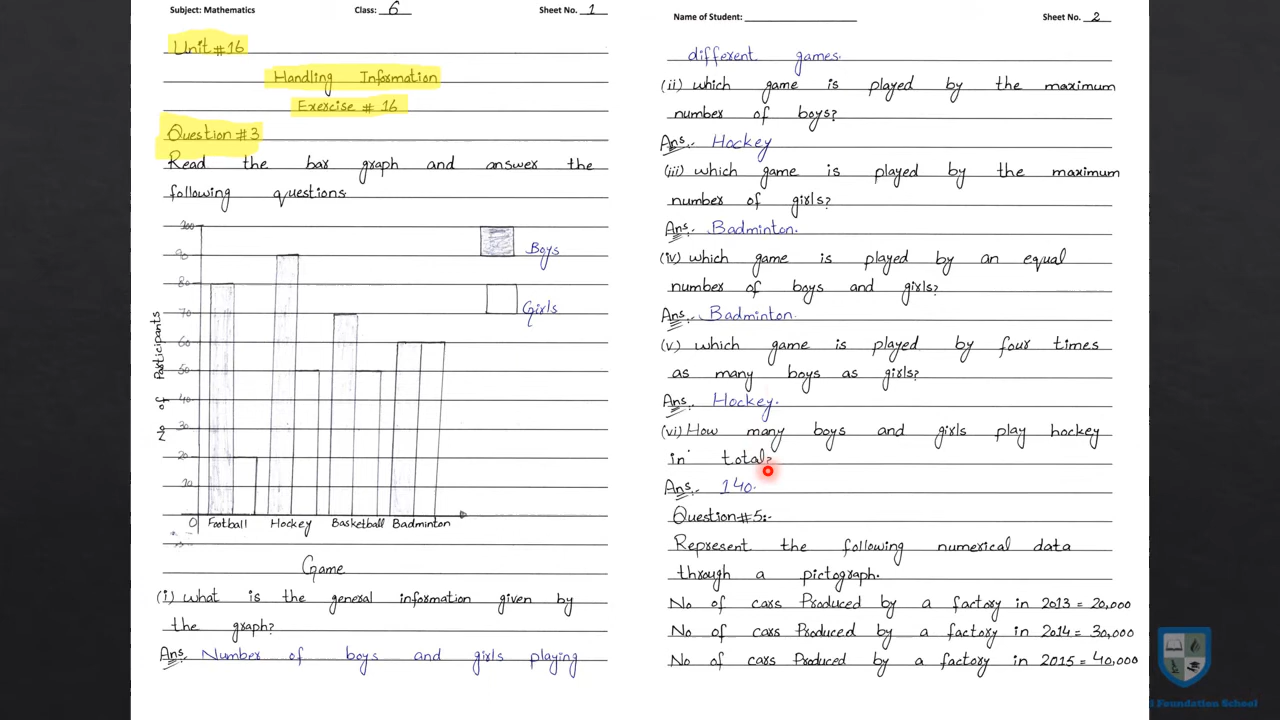 Subject: Mathematics Class: 6 Sheet No. 1
Unit #16
Handling Information
Exercise # 16
Question #3
Read the bar graph and answer the
following questions.
100
90
80
70
60
50
40
30
20
10
0
No of Participants
Boys
Girls
Football Hockey Basketball Badminton
Game
(i) what is the general information given by
the graph?
Ans. Number of boys and girls playing
Name of Student: Sheet No. 2
different games.
(ii) which game is played by the maximum
number of boys?
Ans. Hockey
(iii) which game is played by the maximum
number of girls?
Ans. Badminton.
(iv) which game is played by an equal
number of boys and girls?
Ans. Badminton.
(v) which game is played by four times
as many boys as girls?
Ans. Hockey.
(vi) How many boys and girls play hockey
in total?
Ans. 140.
Question#5:-
Represent the following numerical data
through a pictograph.
No of cars Produced by a factory in 2013 = 20,000
No of cars Produced by a factory in 2014 = 30,000
No of cars Produced by a factory in 2015 = 40,000
Foundation School